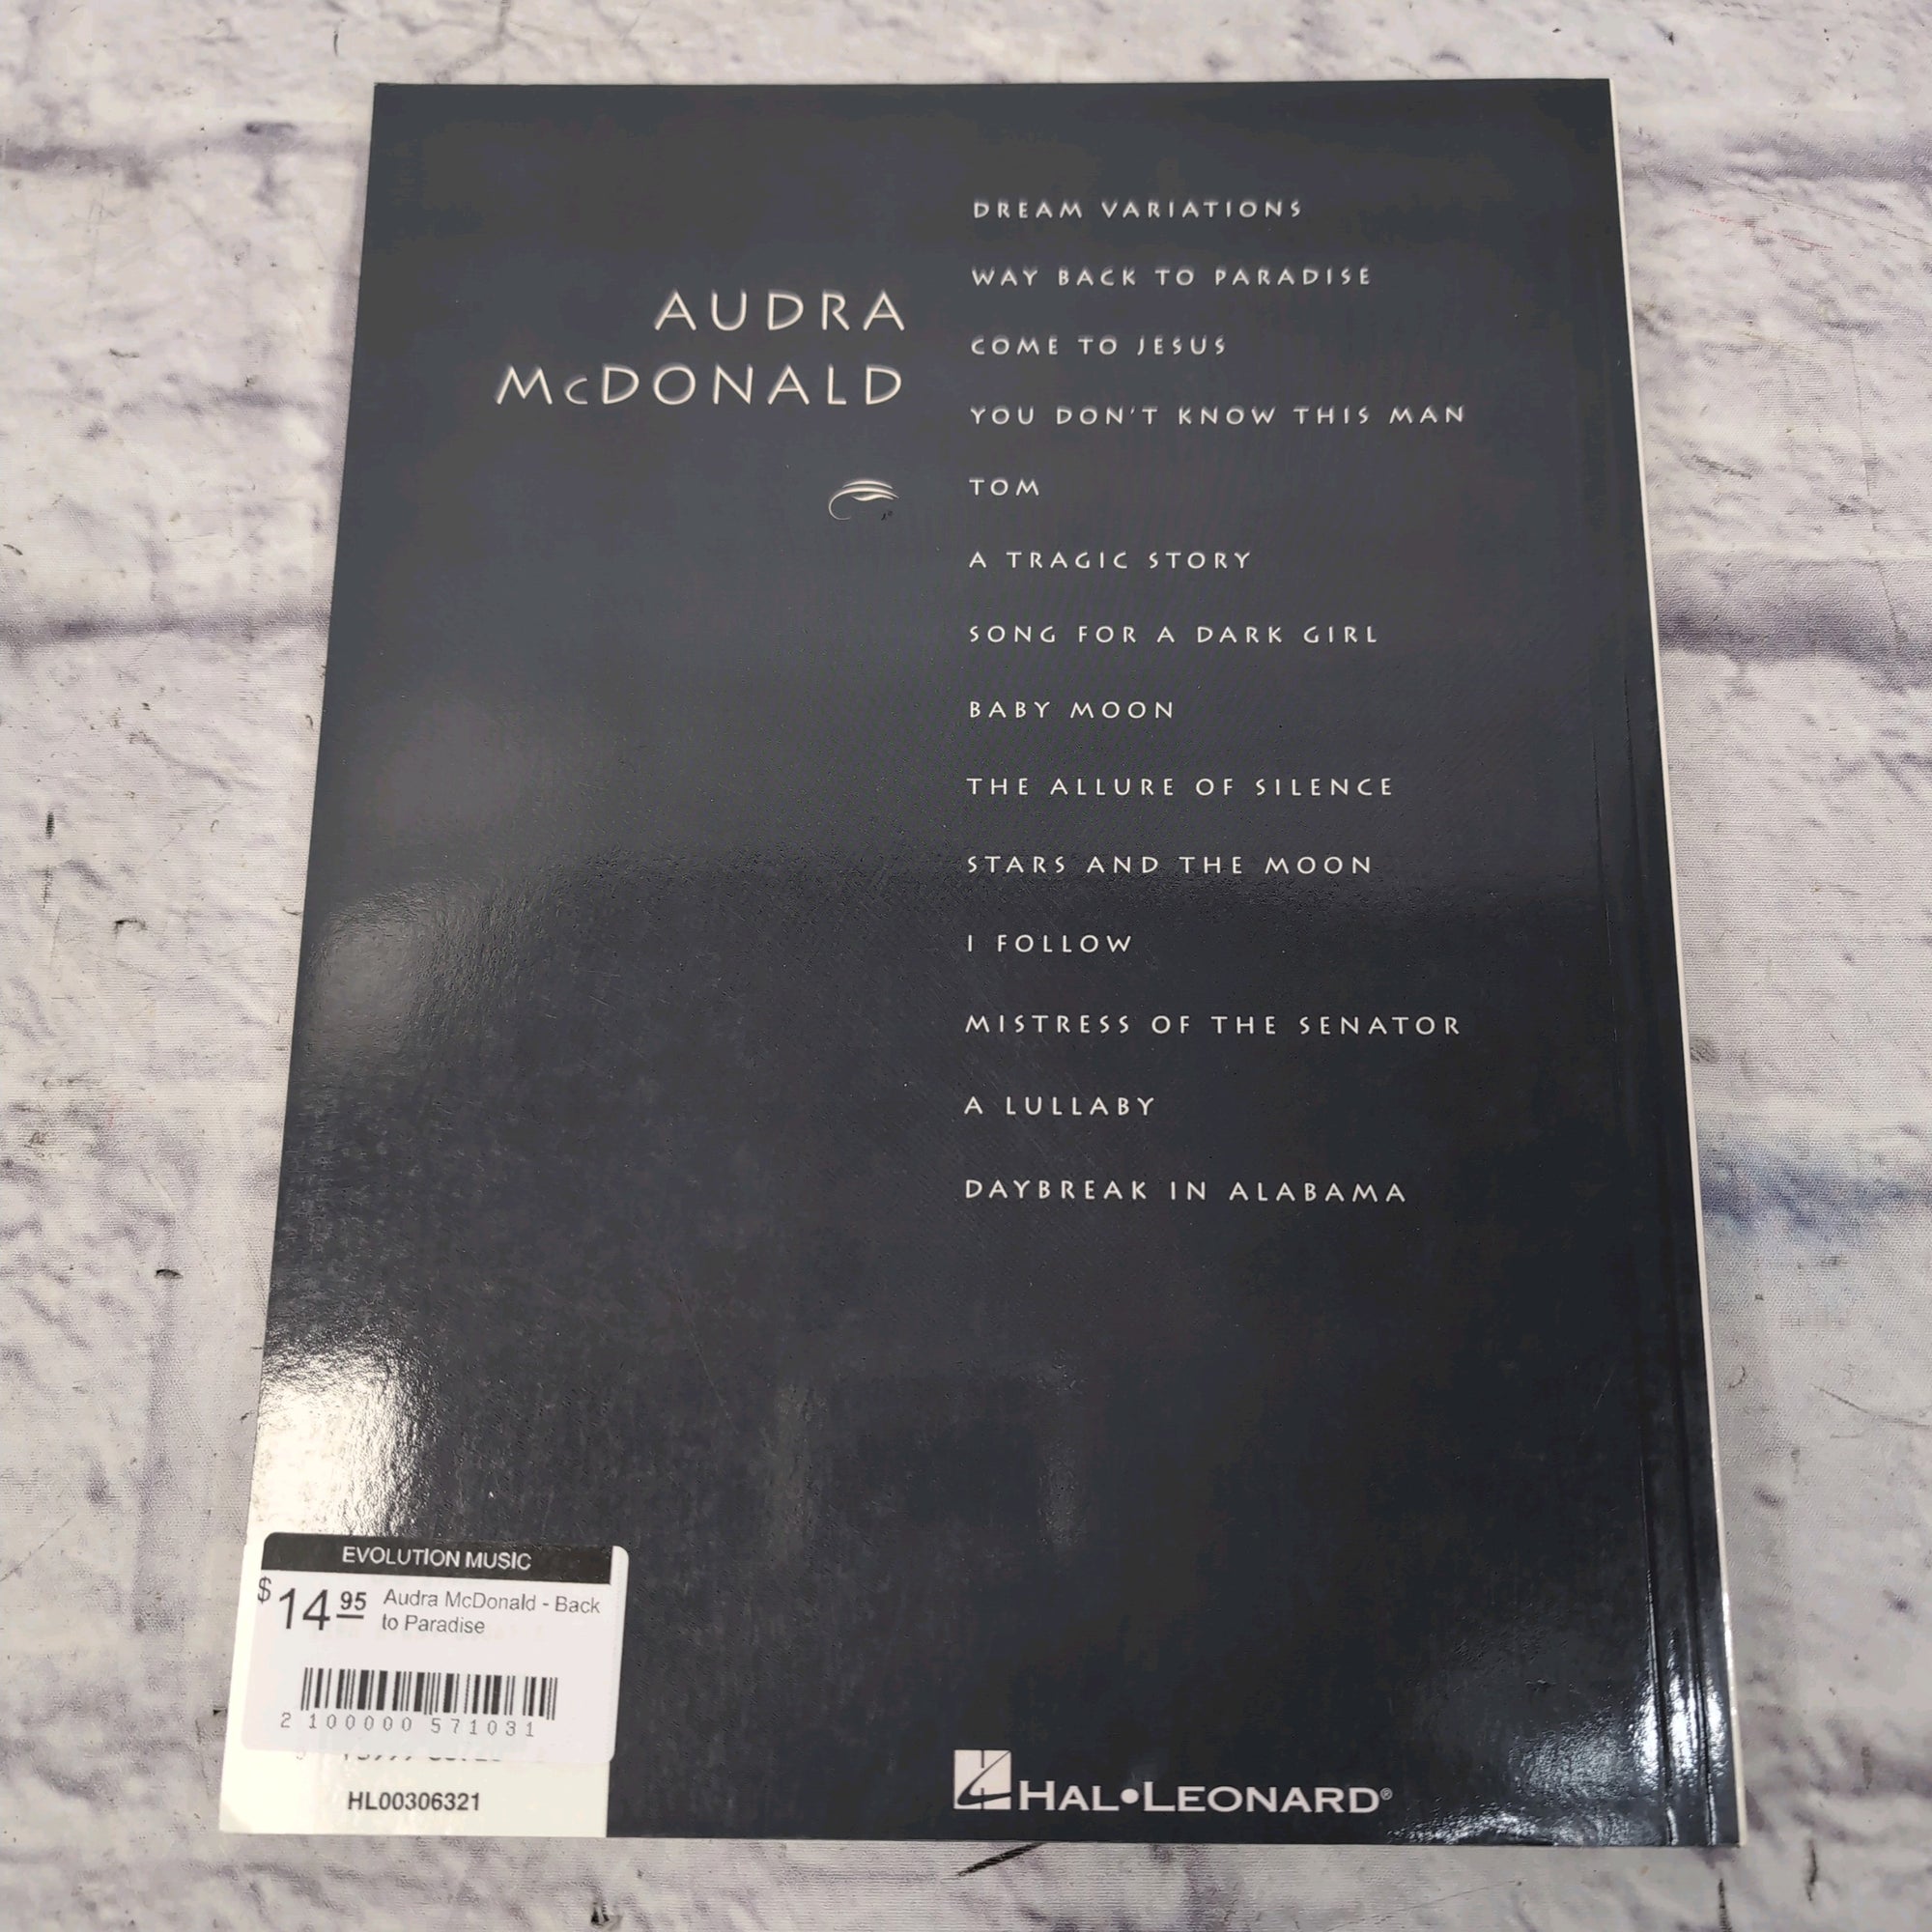 AUDRA
McDONALD
DREAM VARIATIONS
WAY BACK TO PARADISE
COME TO JESUS
YOU DON'T KNOW THIS MAN
TOM
A TRAGIC STORY
SONG FOR A DARK GIRL
BABY MOON
THE ALLURE OF SILENCE
STARS AND THE MOON
I FOLLOW
MISTRESS OF THE SENATOR
A LULLABY
DAYBREAK IN ALABAMA
EVOLUTION MUSIC
$14.95 Audra McDonald - Back
to Paradise
2 100000 571031
HL00306321
HAL•LEONARD®